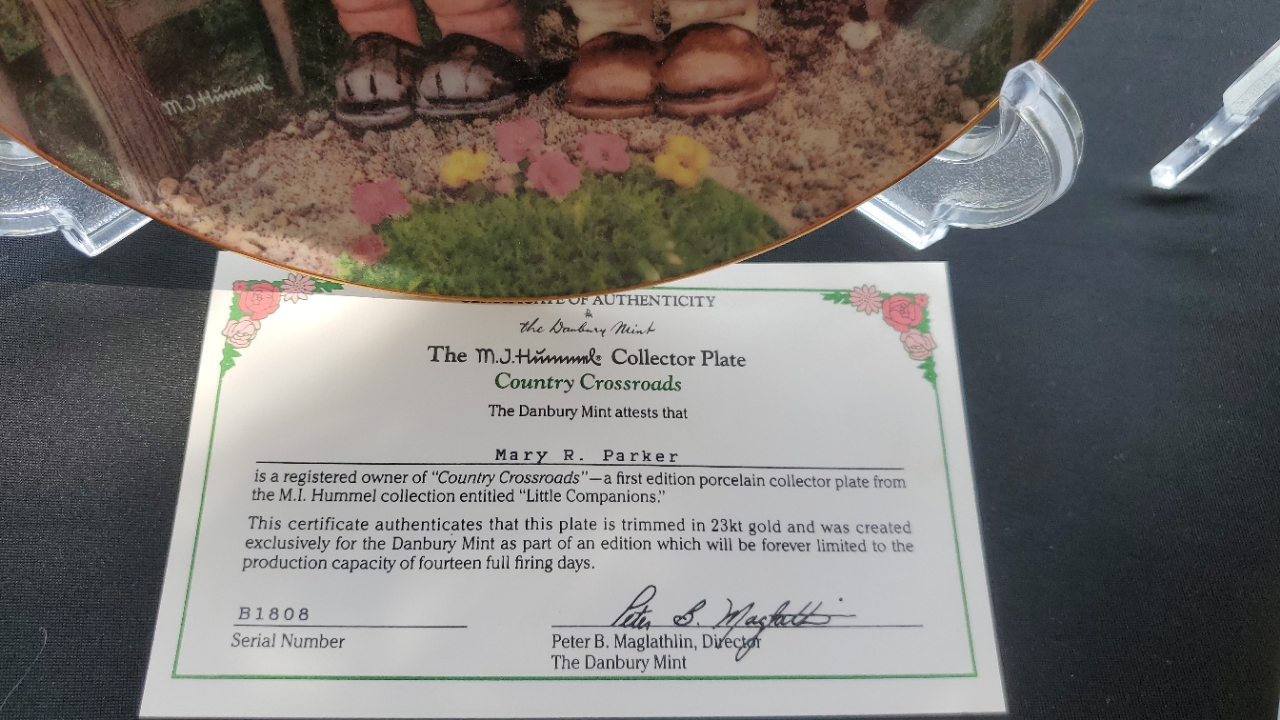 M.J.Hümmel
CERTIFICATE OF AUTHENTICITY
the Danbury Mint
The M.J.Hümmel® Collector Plate
Country Crossroads
The Danbury Mint attests that
Mary R. Parker
is a registered owner of "Country Crossroads"—a first edition porcelain collector plate from
the M.I. Hummel collection entitled "Little Companions."
This certificate authenticates that this plate is trimmed in 23kt gold and was created
exclusively for the Danbury Mint as part of an edition which will be forever limited to the
production capacity of fourteen full firing days.
B1808
Serial Number
Peter B. Maglathlin
Peter B. Maglathlin, Director
The Danbury Mint